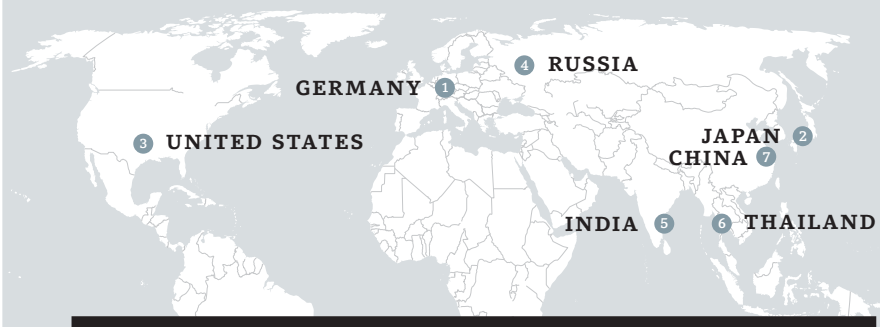 4 RUSSIA
GERMANY 1
3 UNITED STATES
JAPAN 2
CHINA 7
INDIA 5
6 THAILAND